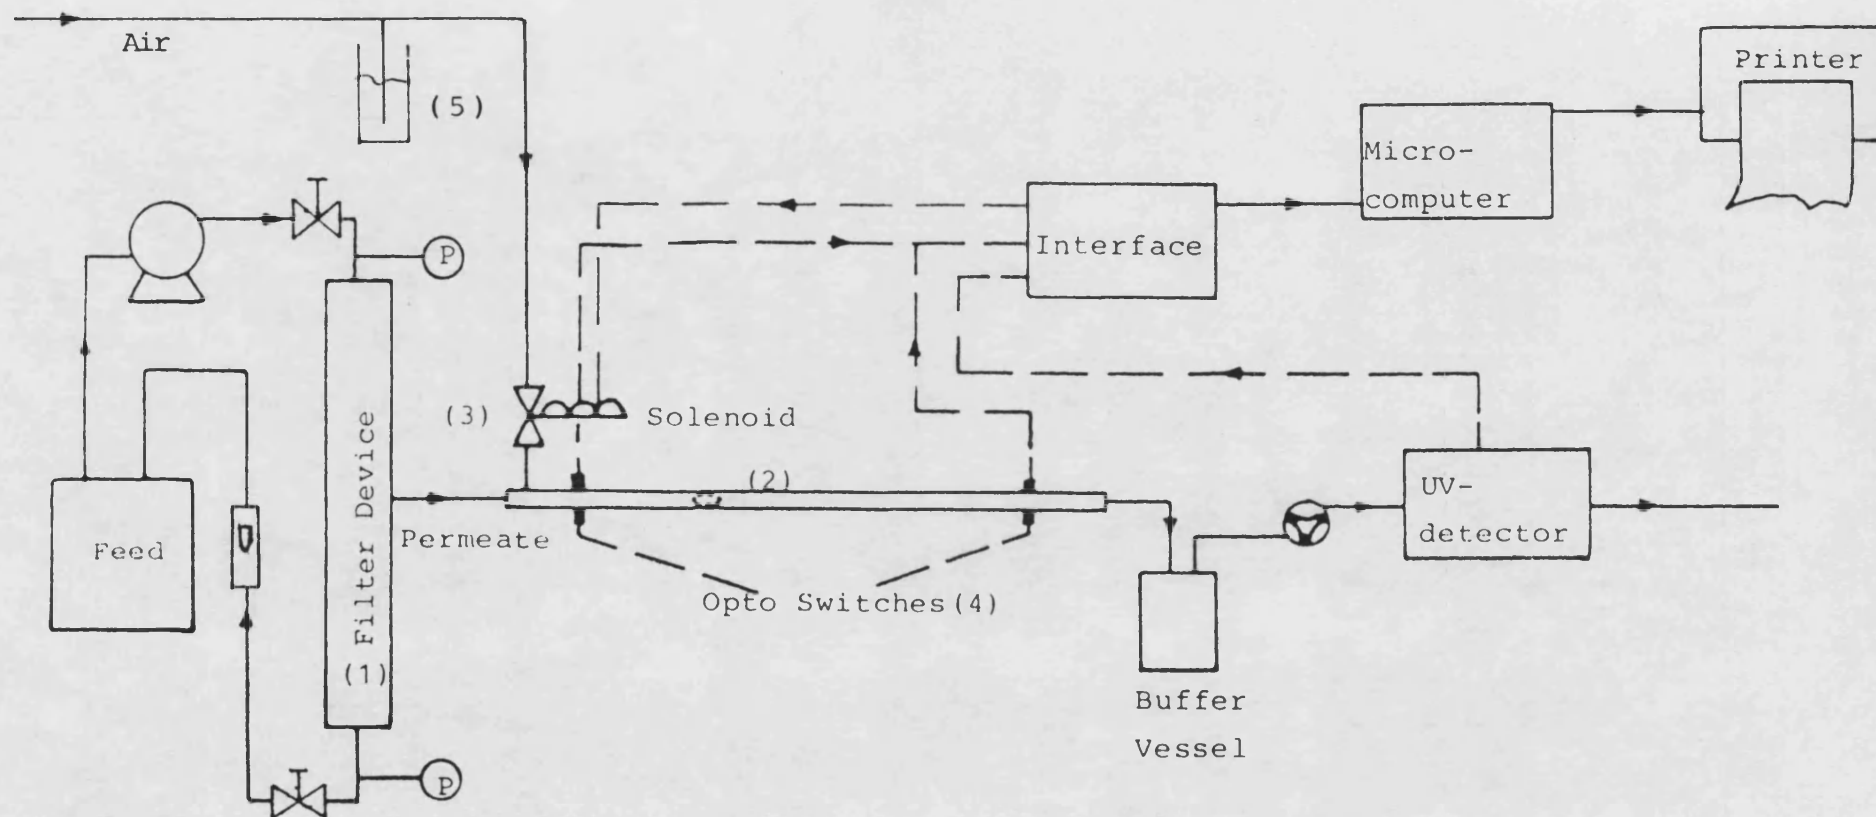 Air
(5)
Printer
Micro-
computer
P
Interface
(3)
Solenoid
(2)
UV-
detector
Filter Device
(1)
Feed
Permeate
Opto Switches(4)
Buffer
Vessel
P